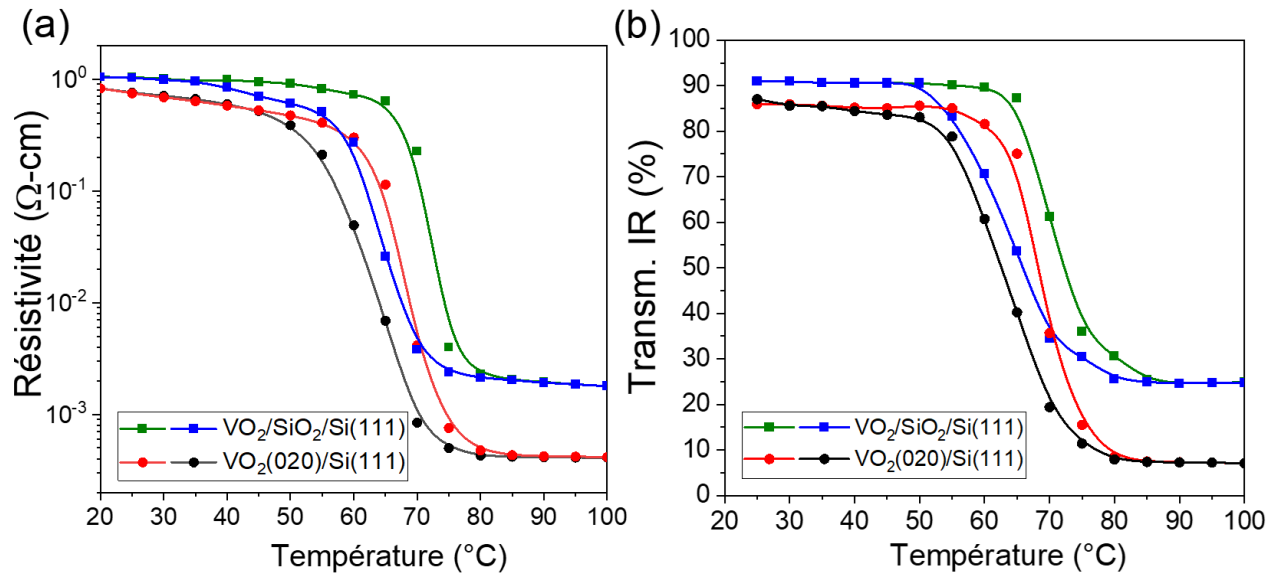 (a)
Résistivité (Ω-cm)
10⁰
10⁻¹
10⁻²
10⁻³
VO₂/SiO₂/Si(111)
VO₂(020)/Si(111)
20 30 40 50 60 70 80 90 100
Température (°C)
(b)
Transm. IR (%)
100
90
80
70
60
50
40
30
20
10
0
VO₂/SiO₂/Si(111)
VO₂(020)/Si(111)
20 30 40 50 60 70 80 90 100
Température (°C)